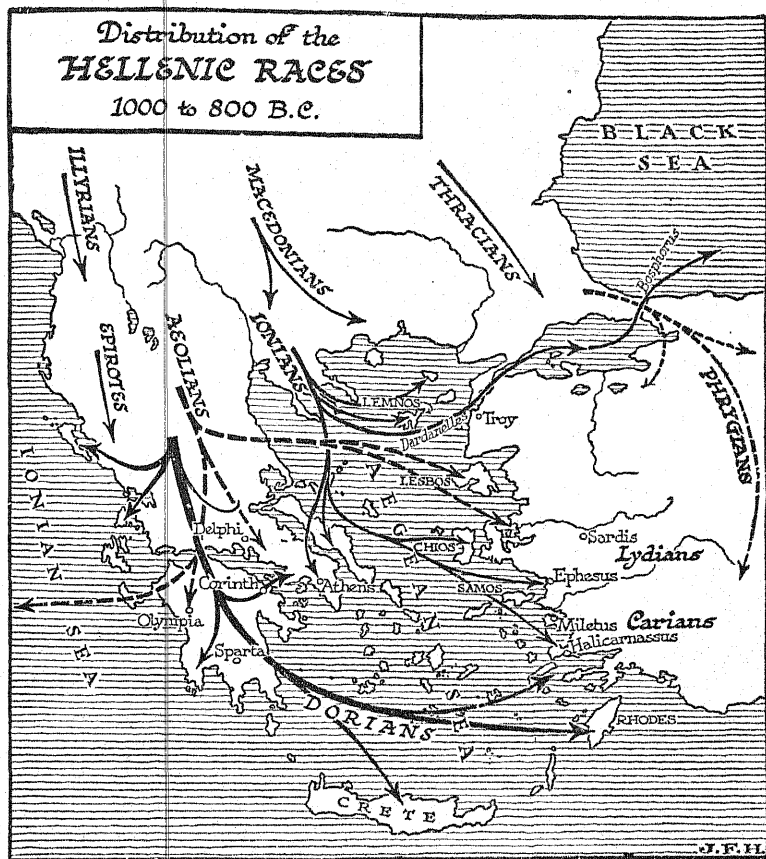 Distribution of the
HELLENIC RACES
1000 to 800 B.C.
BLACK
SEA
ILLYRIANS
MACEDONIANS
THRACIANS
Bosphorus
EPIROTES
AEOLIANS
IONIANS
PHRYGIANS
LEMNOS
Dardanelles
Troy
LESBOS
IONIAN SEA
AEGEAN SEA
Delphi
CHIOS
Sardis
Lydians
Corinth
Athens
SAMOS
Ephesus
Olympia
Miletus
Carians
Halicarnassus
Sparta
DORIANS
RHODES
CRETE
J.F.H.